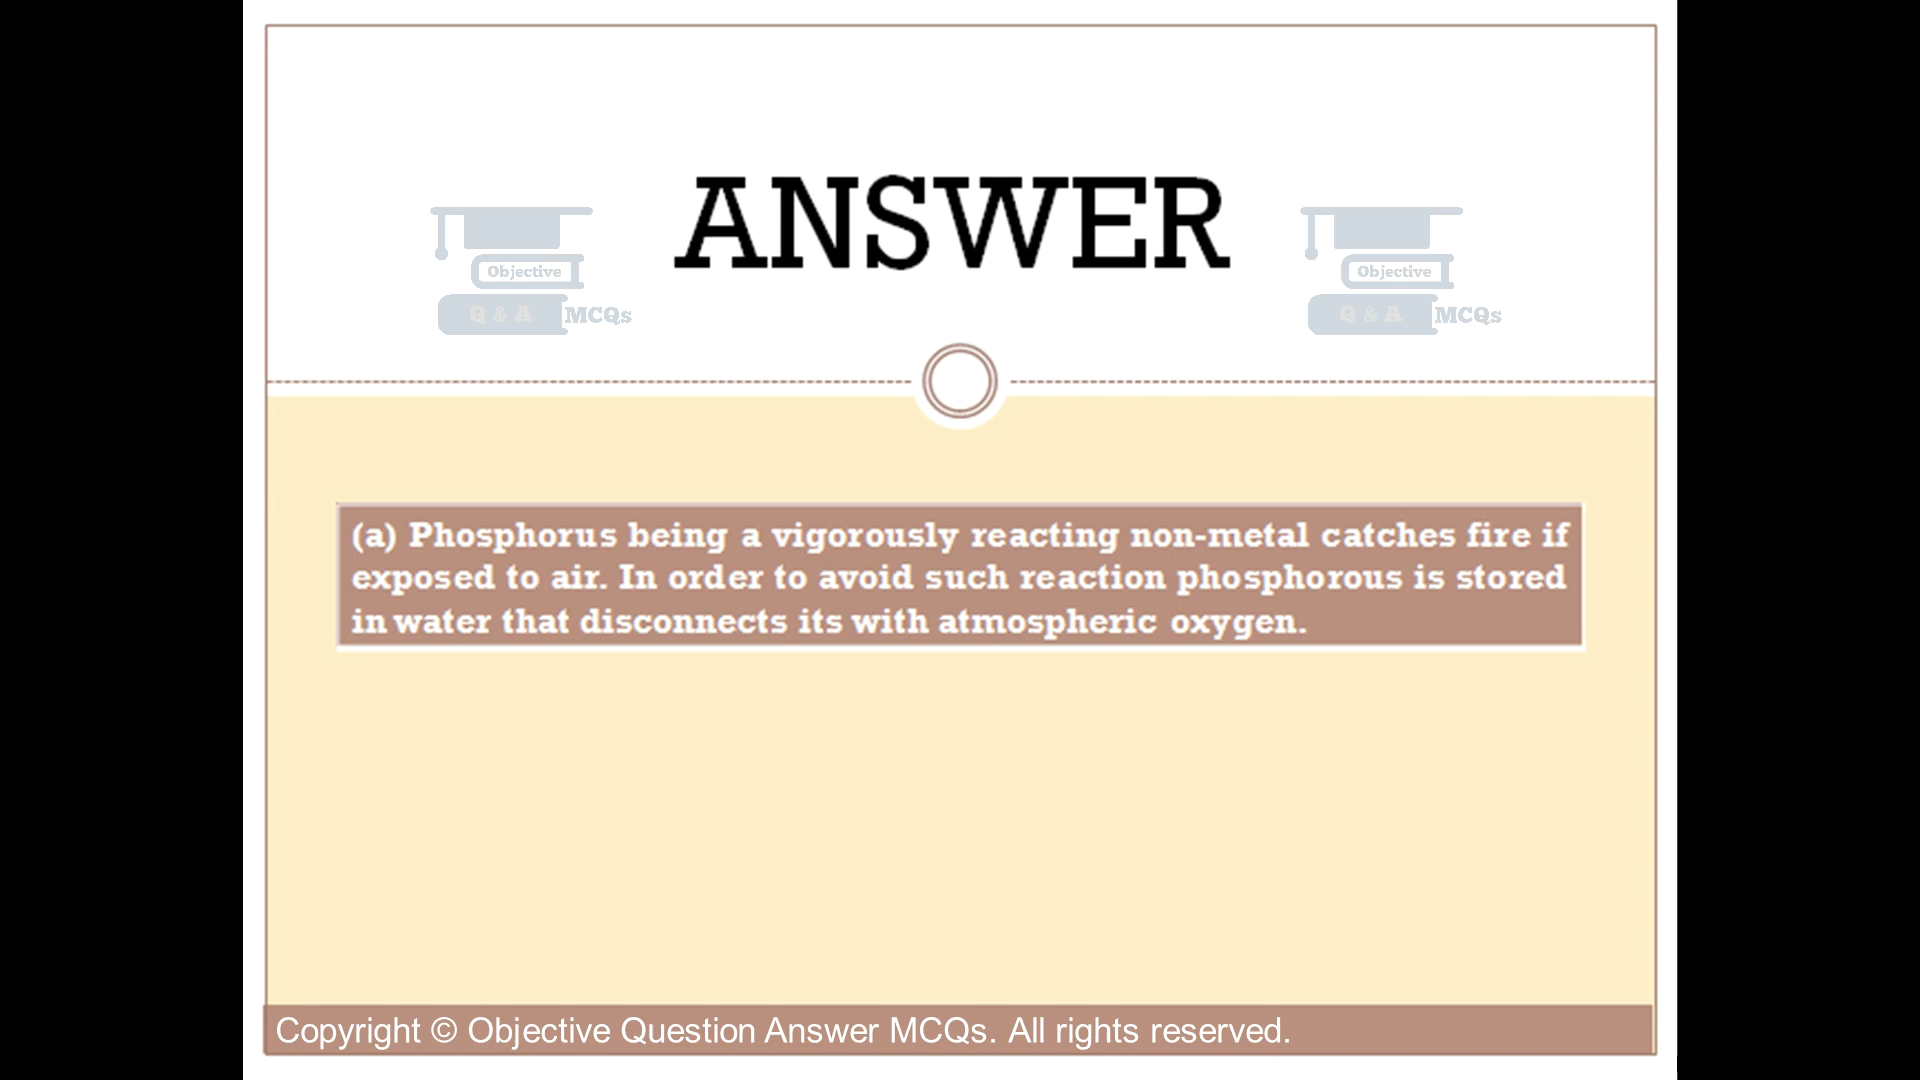 ANSWER
Objective
Q & A MCQs
Objective
Q & A MCQs
(a) Phosphorus being a vigorously reacting non-metal catches fire if
exposed to air. In order to avoid such reaction phosphorous is stored
in water that disconnects its with atmospheric oxygen.
Copyright © Objective Question Answer MCQs. All rights reserved.